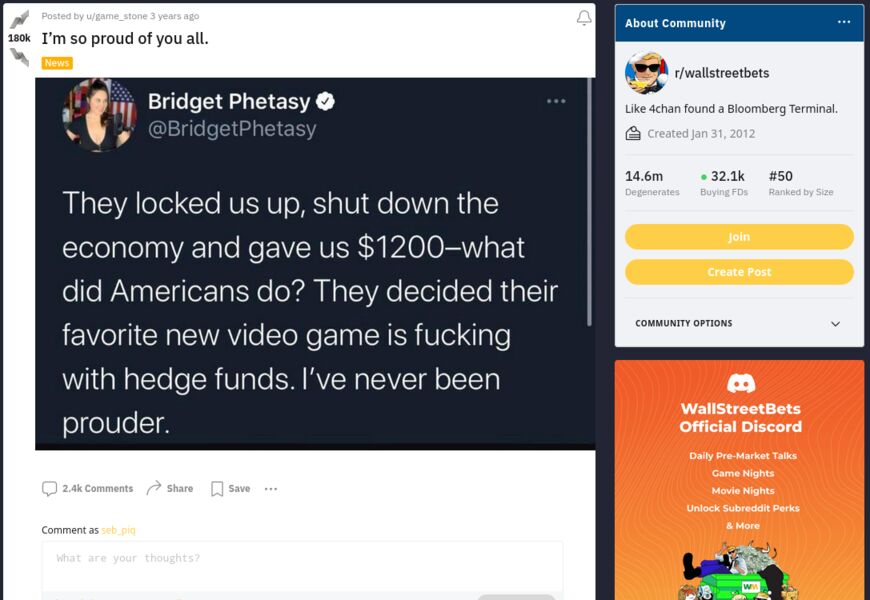 Posted by u/game_stone 3 years ago
180k
I'm so proud of you all.
News
Bridget Phetasy
@BridgetPhetasy
They locked us up, shut down the
economy and gave us $1200–what
did Americans do? They decided their
favorite new video game is fucking
with hedge funds. I've never been
prouder.
2.4k Comments Share Save
Comment as seb_piq
What are your thoughts?
About Community
r/wallstreetbets
Like 4chan found a Bloomberg Terminal.
Created Jan 31, 2012
14.6m 32.1k #50
Degenerates Buying FDs Ranked by Size
Join
Create Post
COMMUNITY OPTIONS
WallStreetBets
Official Discord
Daily Pre-Market Talks
Game Nights
Movie Nights
Unlock Subreddit Perks
& More